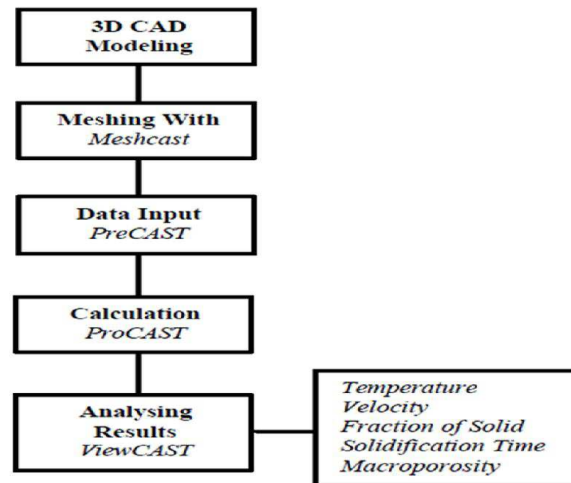 3D CAD
Modeling
Meshing With
Meshcast
Data Input
PreCAST
Calculation
ProCAST
Analysing
Results
ViewCAST
Temperature
Velocity
Fraction of Solid
Solidification Time
Macroporosity